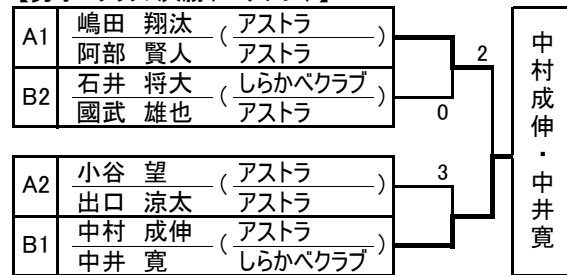 A1 嶋田 翔汰 ( アストラ )
阿部 賢人 アストラ
2
B2 石井 将大 ( しらかベクラブ )
國武 雄也 アストラ
0
A2 小谷 望 ( アストラ )
出口 涼太 アストラ
3
B1 中村 成伸 ( アストラ )
中井 寛 しらかベクラブ
中村成伸・中井寛